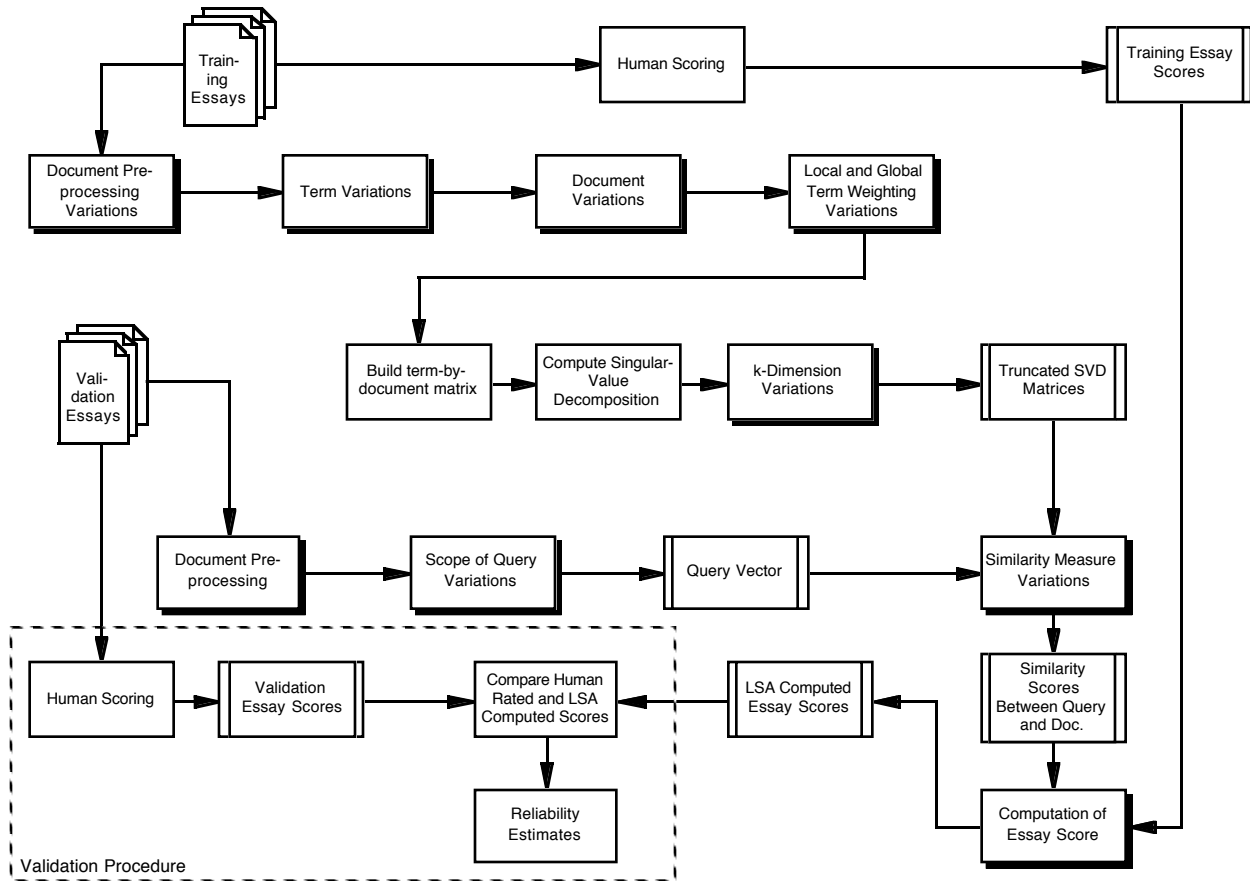 Train-
ing
Essays
Human Scoring
Training Essay
Scores
Document Pre-
processing
Variations
Term Variations
Document
Variations
Local and Global
Term Weighting
Variations
Vali-
dation
Essays
Build term-by-
document matrix
Compute Singular-
Value
Decomposition
k-Dimension
Variations
Truncated SVD
Matrices
Document Pre-
processing
Scope of Query
Variations
Query Vector
Similarity Measure
Variations
Human Scoring
Validation
Essay Scores
Compare Human
Rated and LSA
Computed Scores
LSA Computed
Essay Scores
Similarity
Scores
Between Query
and Doc.
Reliability
Estimates
Computation of
Essay Score
Validation Procedure